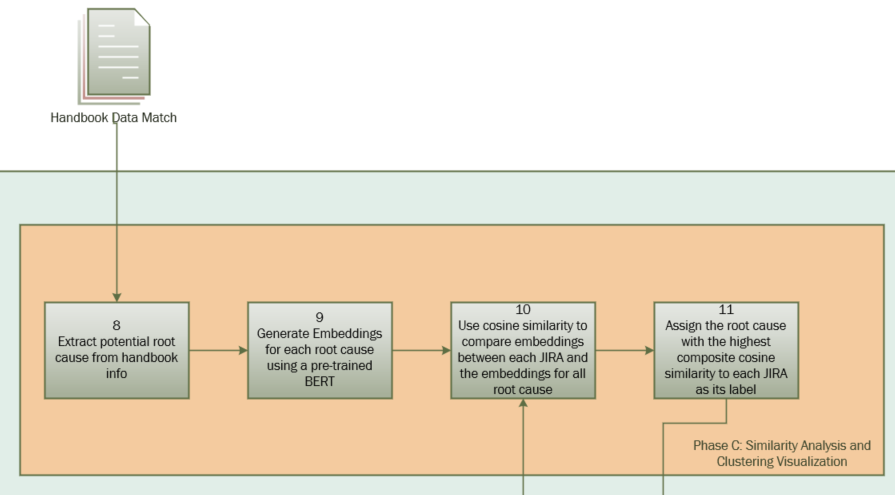 Handbook Data Match
8
Extract potential root
cause from handbook
info
9
Generate Embeddings
for each root cause
using a pre-trained
BERT
10
Use cosine similarity to
compare embeddings
between each JIRA and
the embeddings for all
root cause
11
Assign the root cause
with the highest
composite cosine
similarity to each JIRA
as its label
Phase C: Similarity Analysis and
Clustering Visualization